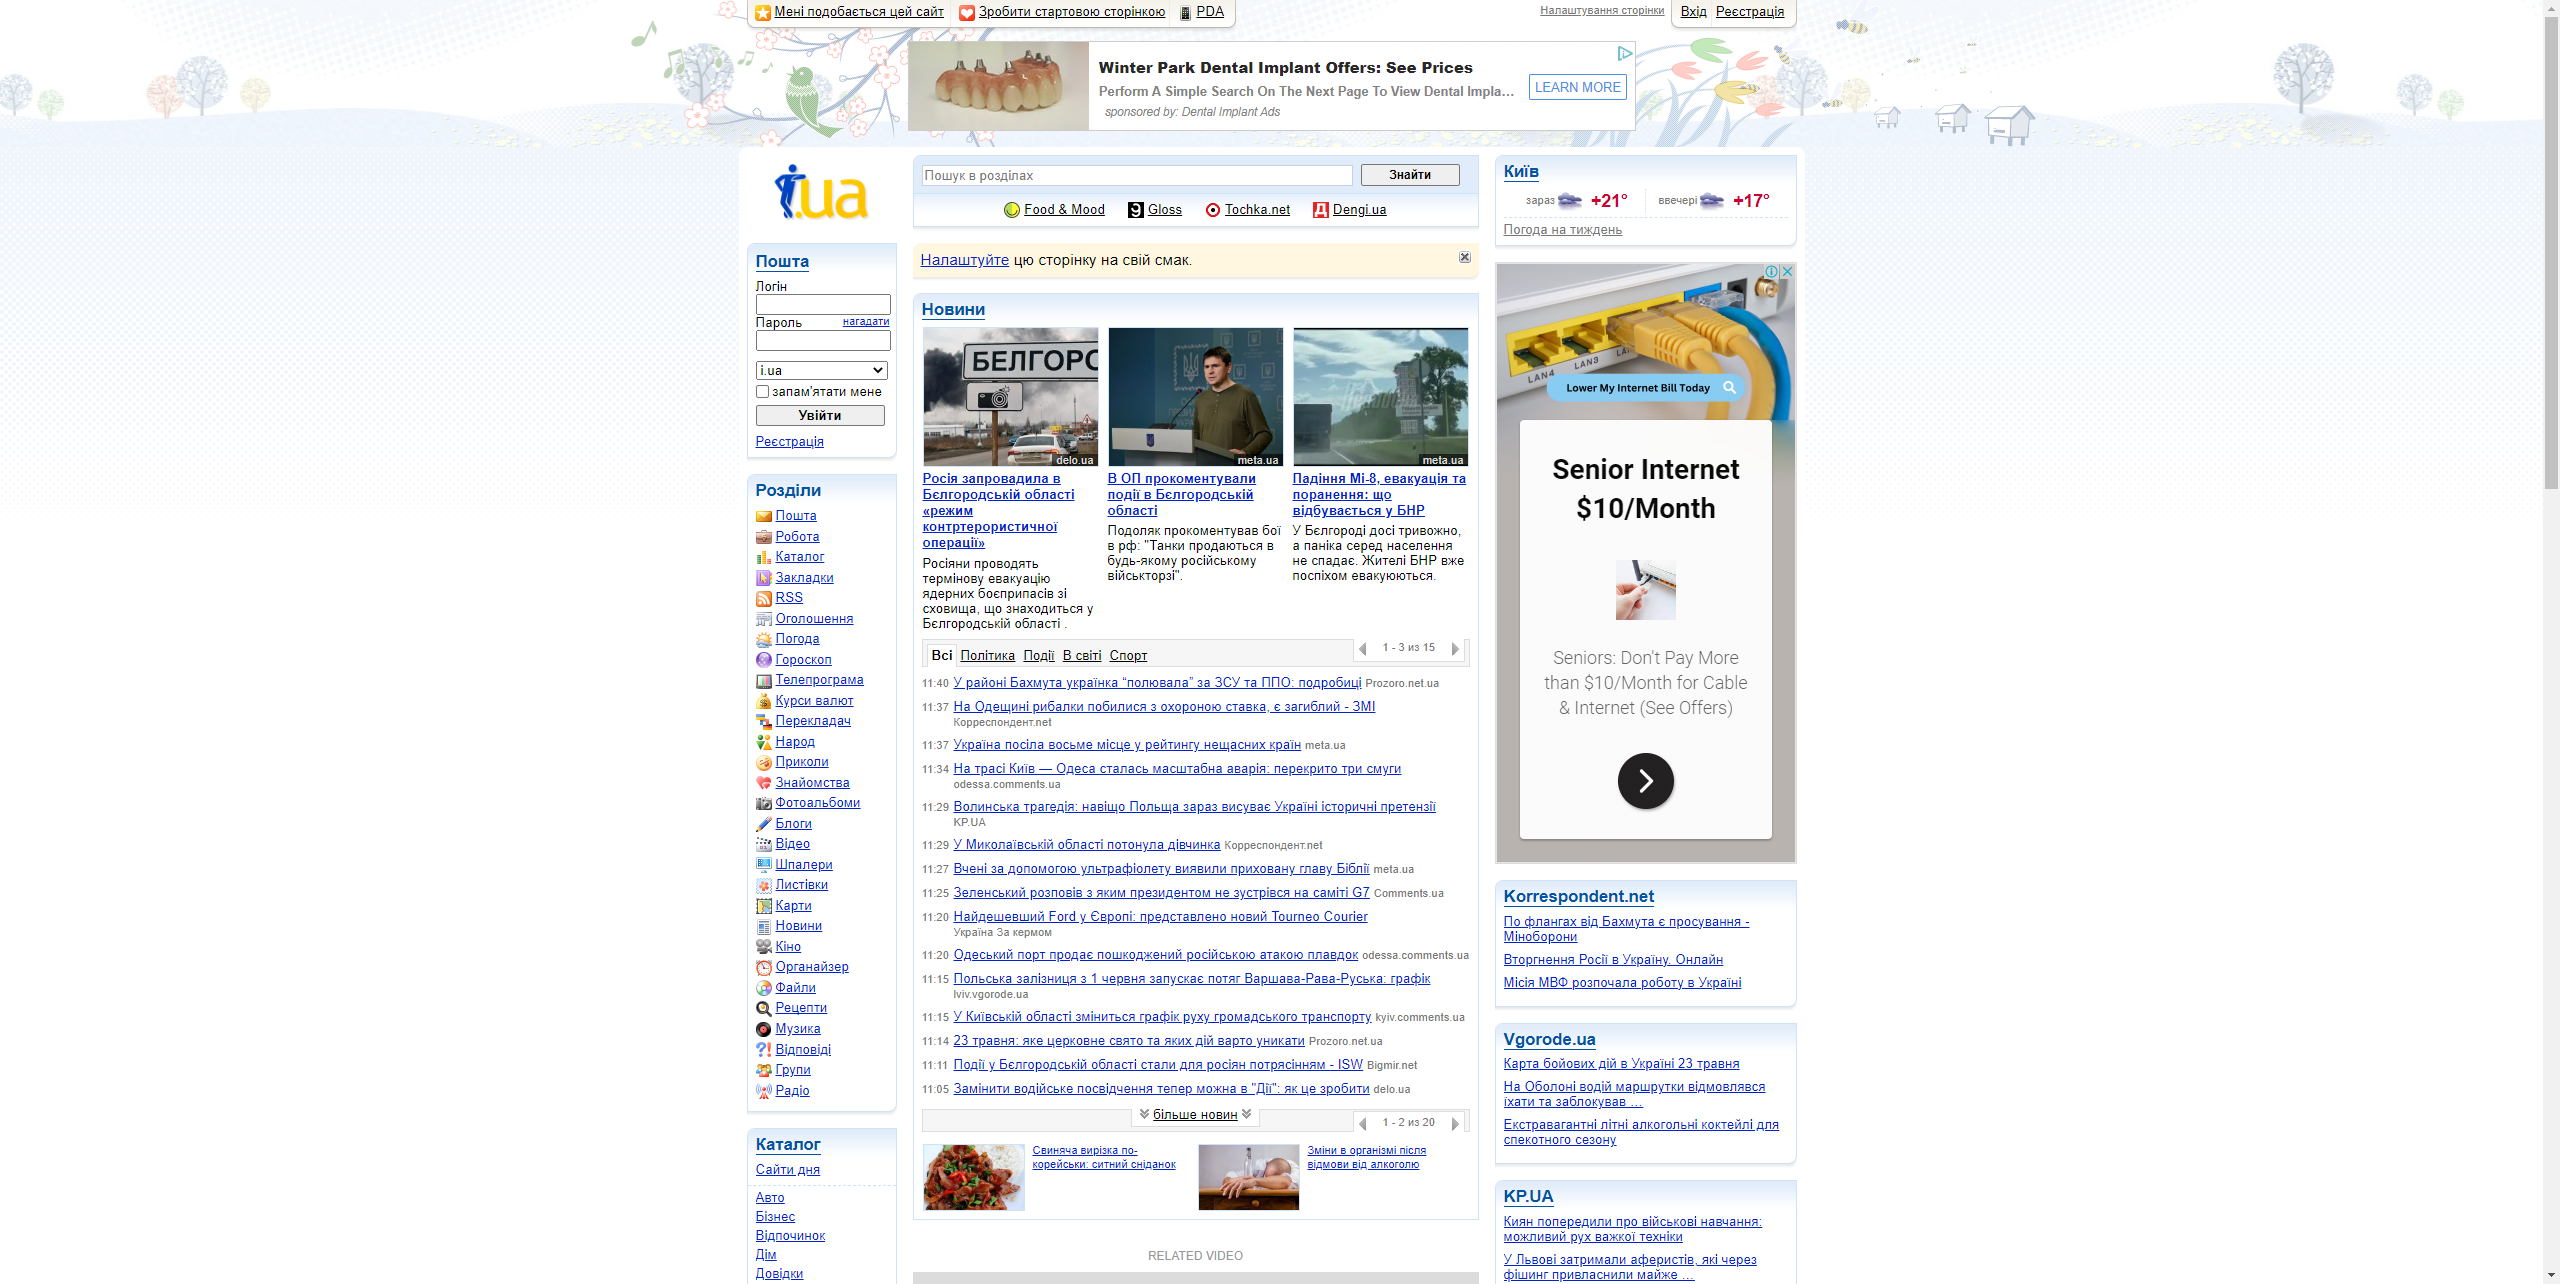 Мені подобається цей сайт
Зробити стартовою сторінкою
PDA
Налаштування сторінки
Вхід
Реєстрація
Winter Park Dental Implant Offers: See Prices
Perform A Simple Search On The Next Page To View Dental Impla...
sponsored by: Dental Implant Ads
LEARN MORE
i.ua
Пошук в розділах
Знайти
Food & Mood
Gloss
Tochka.net
Dengi.ua
Київ
зараз +21°
ввечері +17°
Погода на тиждень
Пошта
Логін
Пароль
нагадати
i.ua
запам'ятати мене
Увійти
Реєстрація
Розділи
Пошта
Робота
Каталог
Закладки
RSS
Оголошення
Погода
Гороскоп
Телепрограма
Курси валют
Перекладач
Народ
Приколи
Знайомства
Фотоальбоми
Блоги
Відео
Шпалери
Листівки
Карти
Новини
Кіно
Органайзер
Файли
Рецепти
Музика
Відповіді
Групи
Радіо
Каталог
Сайти дня
Авто
Бізнес
Відпочинок
Дім
Довідки
Налаштуйте цю сторінку на свій смак.
Новини
БЕЛГОРО
delo.ua
meta.ua
meta.ua
Росія запровадила в
Бєлгородській області
«режим
контртерористичної
операції»
Росіяни проводять
термінову евакуацію
ядерних боєприпасів зі
сховища, що знаходиться у
Бєлгородській області .
В ОП прокоментували
події в Бєлгородській
області
Подоляк прокоментував бої
в рф: "Танки продаються в
будь-якому російському
військторзі".
Падіння Мі-8, евакуація та
поранення: що
відбувається у БНР
У Бєлгороді досі тривожно,
а паніка серед населення
не спадає. Жителі БНР вже
поспіхом евакуюються.
Всі Політика Події В світі Спорт
1 - 3 из 15
11:40 У районі Бахмута українка “полювала” за ЗСУ та ППО: подробиці Prozoro.net.ua
11:37 На Одещині рибалки побилися з охороною ставка, є загиблий - ЗМІ
Корреспондент.net
11:37 Україна посіла восьме місце у рейтингу нещасних країн meta.ua
11:34 На трасі Київ — Одеса сталась масштабна аварія: перекрито три смуги
odessa.comments.ua
11:29 Волинська трагедія: навіщо Польща зараз висуває Україні історичні претензії
KP.UA
11:29 У Миколаївській області потонула дівчинка Корреспондент.net
11:27 Вчені за допомогою ультрафіолету виявили приховану главу Біблії meta.ua
11:25 Зеленський розповів з яким президентом не зустрівся на саміті G7 Comments.ua
11:20 Найдешевший Ford у Європі: представлено новий Tourneo Courier
Україна За кермом
11:20 Одеський порт продає пошкоджений російською атакою плавдок odessa.comments.ua
11:15 Польська залізниця з 1 червня запускає потяг Варшава-Рава-Руська: графік
lviv.vgorode.ua
11:15 У Київській області зміниться графік руху громадського транспорту kyiv.comments.ua
11:14 23 травня: яке церковне свято та яких дій варто уникати Prozoro.net.ua
11:11 Події у Бєлгородській області стали для росіян потрясінням - ISW Bigmir.net
11:05 Замінити водійське посвідчення тепер можна в "Дії": як це зробити delo.ua
більше новин
1 - 2 из 20
Свиняча вирізка по-
корейськи: ситний сніданок
Зміни в організмі після
відмови від алкоголю
RELATED VIDEO
LAN4
LAN3
Lower My Internet Bill Today
Senior Internet
$10/Month
Seniors: Don't Pay More
than $10/Month for Cable
& Internet (See Offers)
Korrespondent.net
По флангах від Бахмута є просування -
Міноборони
Вторгнення Росії в Україну. Онлайн
Місія МВФ розпочала роботу в Україні
Vgorode.ua
Карта бойових дій в Україні 23 травня
На Оболоні водій маршрутки відмовлявся
їхати та заблокував ...
Екстравагантні літні алкогольні коктейлі для
спекотного сезону
KP.UA
Киян попередили про військові навчання:
можливий рух важкої техніки
У Львові затримали аферистів, які через
фішинг привласнили майже ...